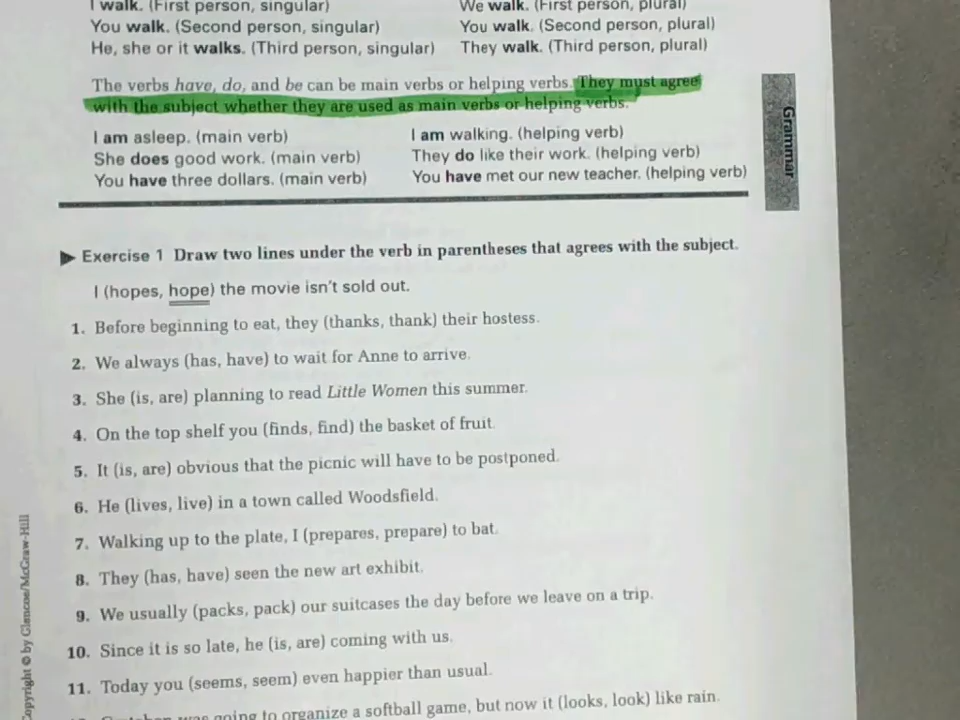 I walk. (First person, singular) We walk. (First person, plural)
You walk. (Second person, singular) You walk. (Second person, plural)
He, she or it walks. (Third person, singular) They walk. (Third person, plural)
The verbs have, do, and be can be main verbs or helping verbs. They must agree
with the subject whether they are used as main verbs or helping verbs.
I am asleep. (main verb) I am walking. (helping verb)
She does good work. (main verb) They do like their work. (helping verb)
You have three dollars. (main verb) You have met our new teacher. (helping verb)
Grammar
▶ Exercise 1 Draw two lines under the verb in parentheses that agrees with the subject.
I (hopes, hope) the movie isn't sold out.
1. Before beginning to eat, they (thanks, thank) their hostess.
2. We always (has, have) to wait for Anne to arrive.
3. She (is, are) planning to read Little Women this summer.
4. On the top shelf you (finds, find) the basket of fruit.
5. It (is, are) obvious that the picnic will have to be postponed.
6. He (lives, live) in a town called Woodsfield.
7. Walking up to the plate, I (prepares, prepare) to bat.
8. They (has, have) seen the new art exhibit.
9. We usually (packs, pack) our suitcases the day before we leave on a trip.
10. Since it is so late, he (is, are) coming with us.
11. Today you (seems, seem) even happier than usual.
was going to organize a softball game, but now it (looks, look) like rain.
Copyright © by Glencoe/McGraw-Hill